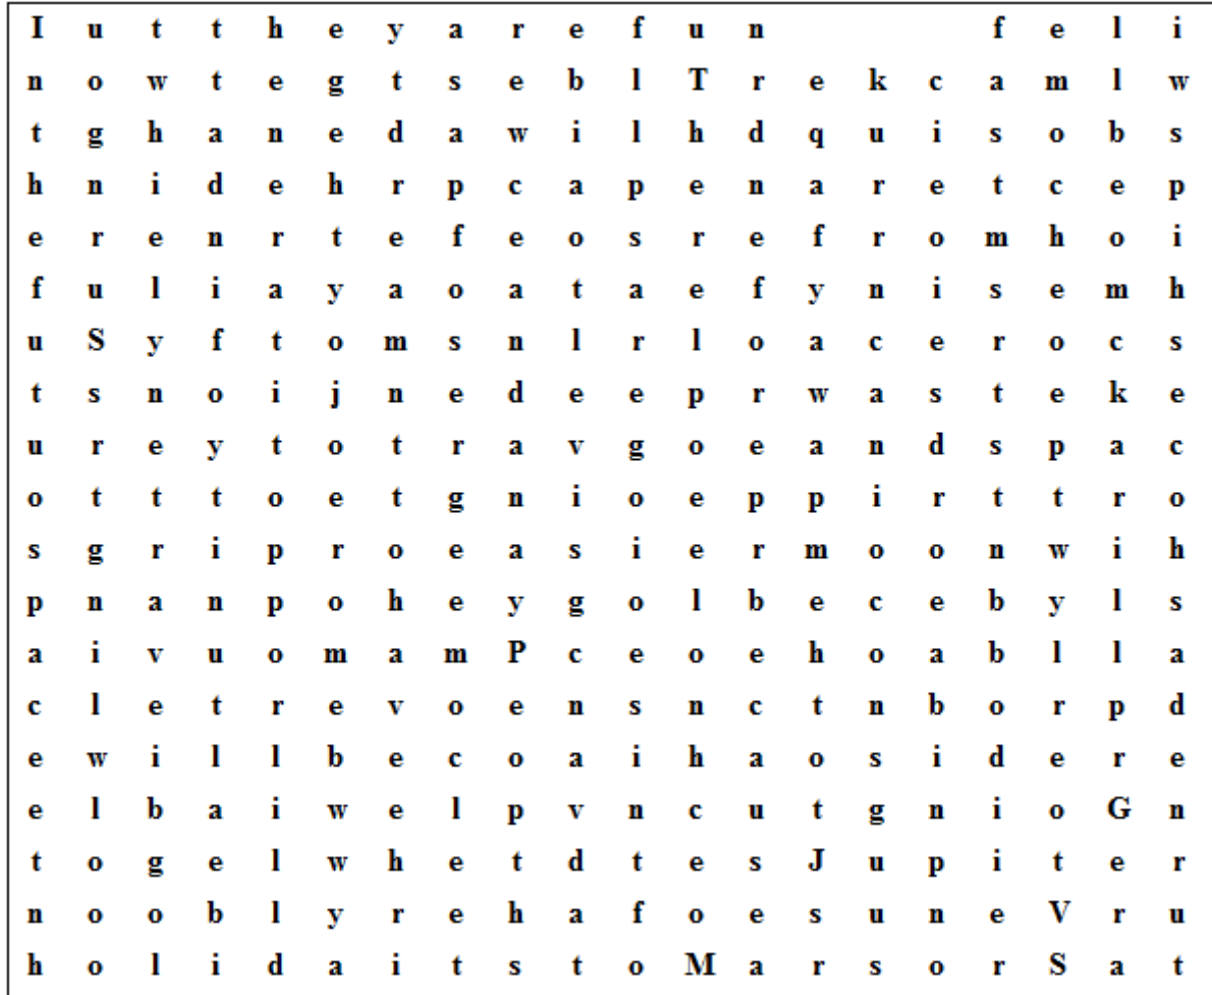 I u t t h e y a r e f u n f e l i
n o w t e g t s e b l T r e k c a m l w
t g h a n e d a w i l h d q u i s o b s
h n i d e h r p c a p e n a r e t c e p
e r e n r t e f e o s r e f r o m h o i
f u l i a y a o a t a e f y n i s e m h
u S y f t o m s n l r l o a c e r o c s
t s n o i j n e d e e p r w a s t e k e
u r e y t o t r a v g o e a n d s p a c
o t t t o e t g n i o e p p i r t t r o
s g r i p r o e a s i e r m o o n w i h
p n a n p o h e y g o l b e c e b y l s
a i v u o m a m P c e o e h o a b l l a
c l e t r e v o e n s n c t n b o r p d
e w i l l b e c o a i h a o s i d e r e
e l b a i w e l p v n c u t g n i o G n
t o g e l w h e t d t e s J u p i t e r
n o o b l y r e h a f o e s u n e V r u
h o l i d a i t s t o M a r s o r S a t